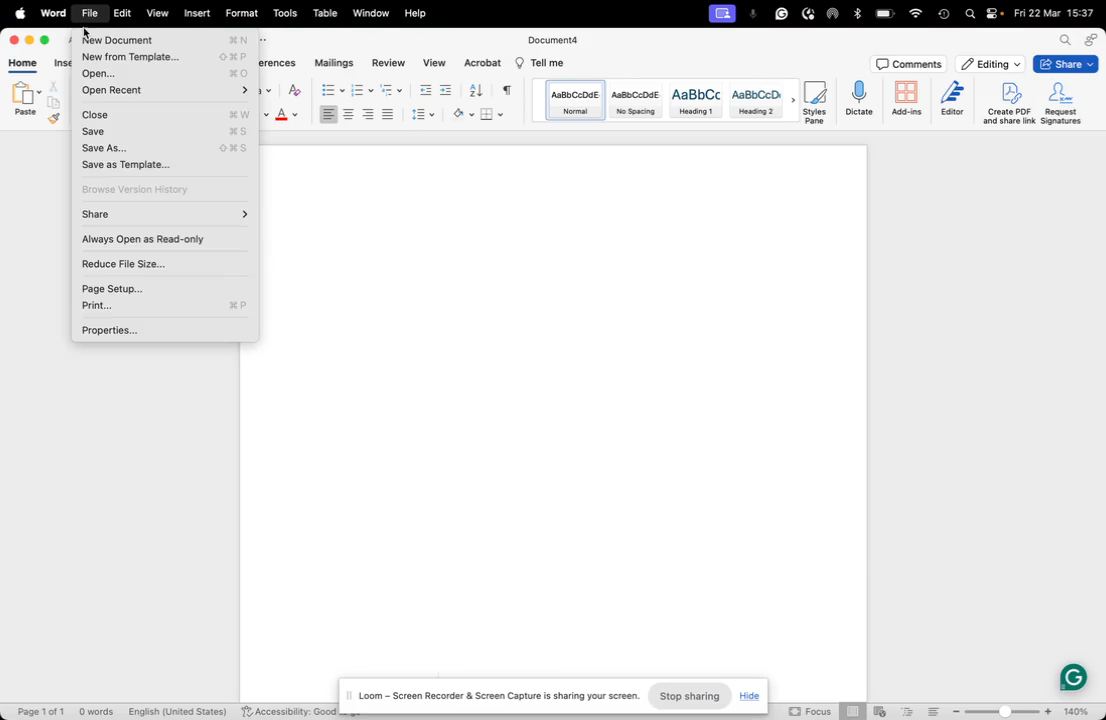 Word File Edit View Insert Format Tools Table Window Help Fri 22 Mar 15:37
Document4
Home Mailings Review View Acrobat Tell me Comments Editing Share
New Document ⌘ N
New from Template... ⇧ ⌘ P
Open... ⌘ O
Open Recent
Close ⌘ W
Save ⌘ S
Save As... ⇧ ⌘ S
Save as Template...
Browse Version History
Share
Always Open as Read-only
Reduce File Size...
Page Setup...
Print... ⌘ P
Properties...
Paste
AaBbCcDdE AaBbCcDdE AaBbCc AaBbCcD
Normal No Spacing Heading 1 Heading 2
Styles Pane
Dictate
Add-ins
Editor
Create PDF and share link
Request Signatures
Loom – Screen Recorder & Screen Capture is sharing your screen. Stop sharing Hide
Page 1 of 1 0 words English (United States) Accessibility: Good Focus 140%